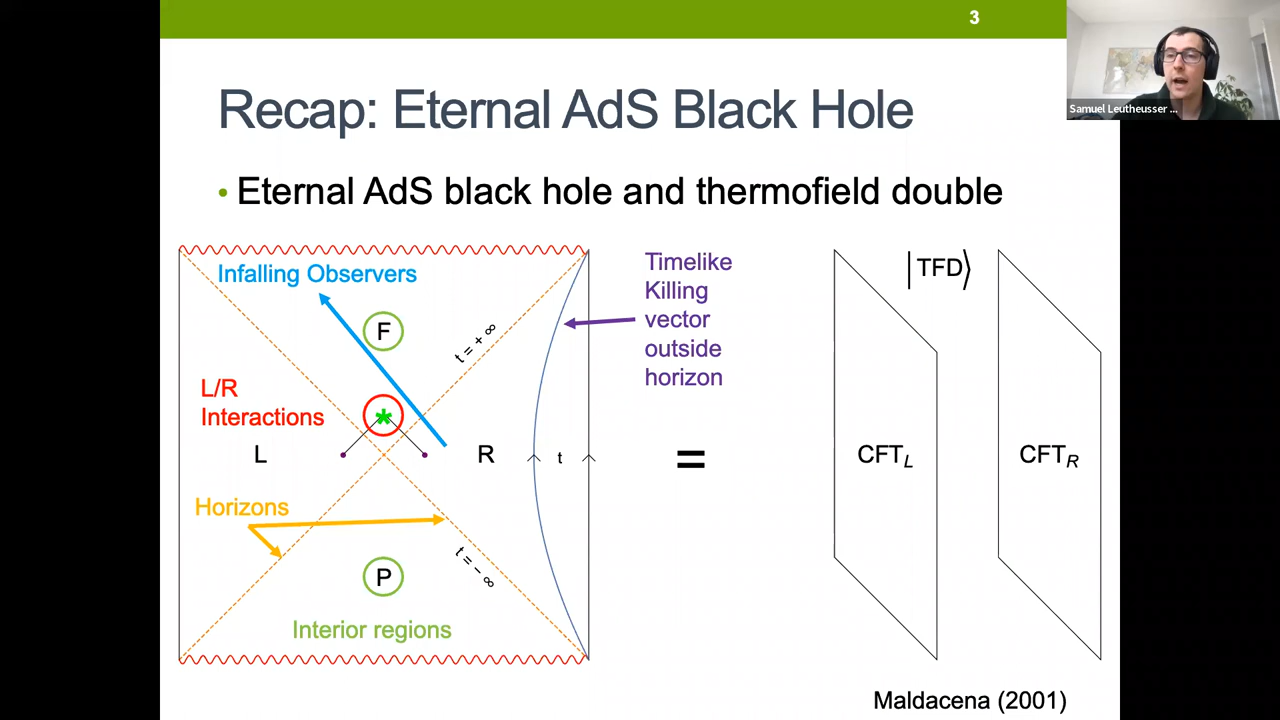 3
Samuel Leutheusser ...
Recap: Eternal AdS Black Hole
• Eternal AdS black hole and thermofield double
Infalling Observers
F
t = + ∞
L/R
Interactions
*
L
R
t
Horizons
t = − ∞
P
Interior regions
Timelike
Killing
vector
outside
horizon
=
|TFD⟩
CFT_L
CFT_R
Maldacena (2001)